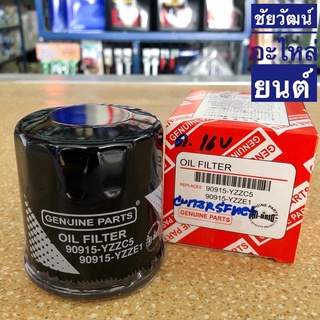 ชัยวัฒน์
อะไหล่
ยนต์
GENUINE PARTS
OIL FILTER
90915-YZZC5
90915-YZZE1
GENUINE PARTS
16V
OIL FILTER
REPLACES
90915-YZZC5
90915-YZZE1